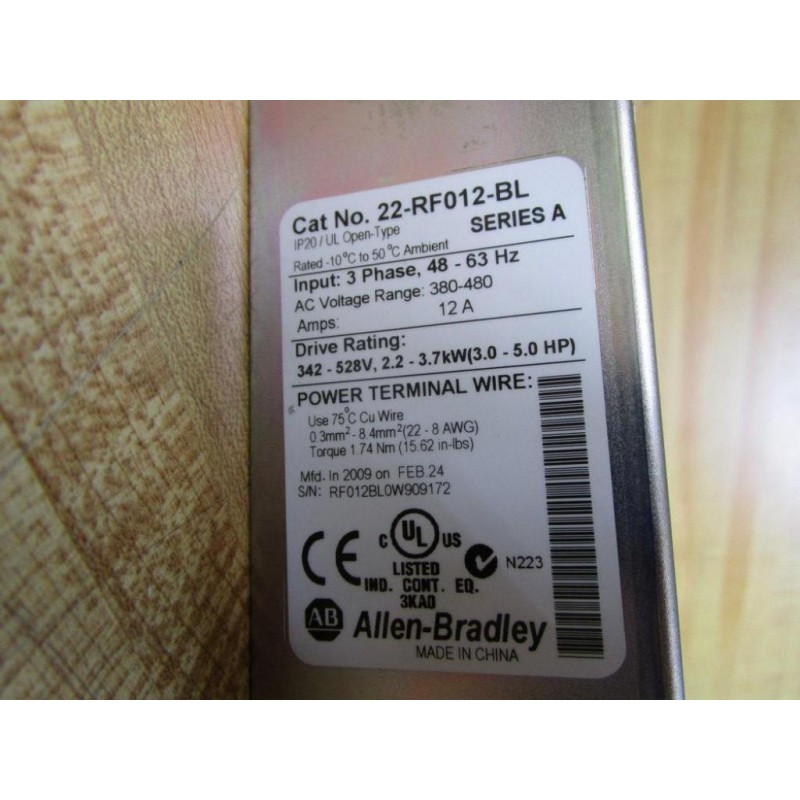 Cat No. 22-RF012-BL
IP20 / UL Open-Type SERIES A
Rated -10°C to 50°C Ambient
Input: 3 Phase, 48 - 63 Hz
AC Voltage Range: 380-480
Amps: 12 A
Drive Rating:
342 - 528V, 2.2 - 3.7kW(3.0 - 5.0 HP)
POWER TERMINAL WIRE:
Use 75°C Cu Wire
0.3mm²- 8.4mm²(22 - 8 AWG)
Torque 1.74 Nm (15.62 in-lbs)
Mfd. In 2009 on FEB.24
S/N: RF012BL0W909172
CE
c UL US
LISTED
IND. CONT. EQ.
3KAD
N223
AB Allen-Bradley
MADE IN CHINA